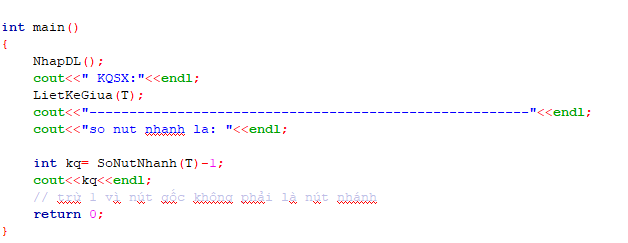 int main()
{
NhapDL();
cout<<" KQSX:"<<endl;
LietKeGiua(T);
cout<<"-------------------------------------------------------"<<endl;
cout<<"so nut nhanh la: "<<endl;
int kq= SoNutNhanh(T)-1;
cout<<kq<<endl;
// trừ 1 vì nút gốc không phải là nút nhánh
return 0;
}